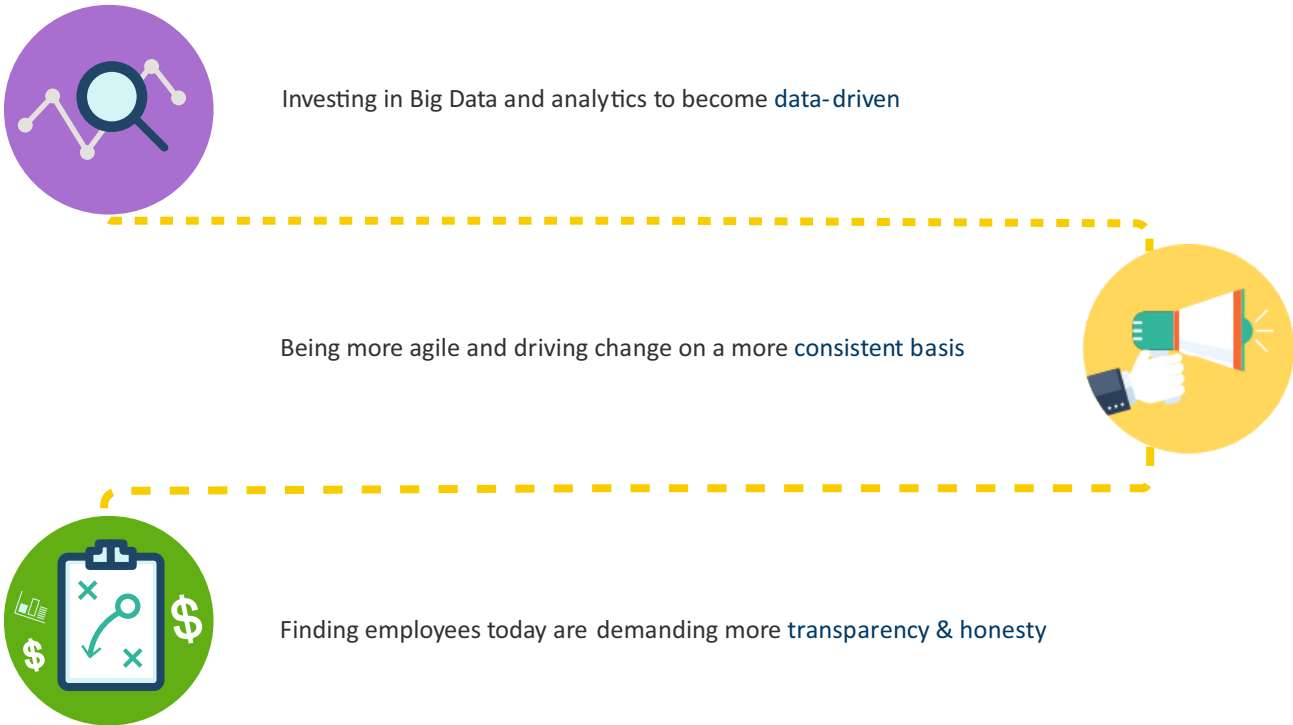 Investing in Big Data and analytics to become data-driven
Being more agile and driving change on a more consistent basis
Finding employees today are demanding more transparency & honesty
$
$